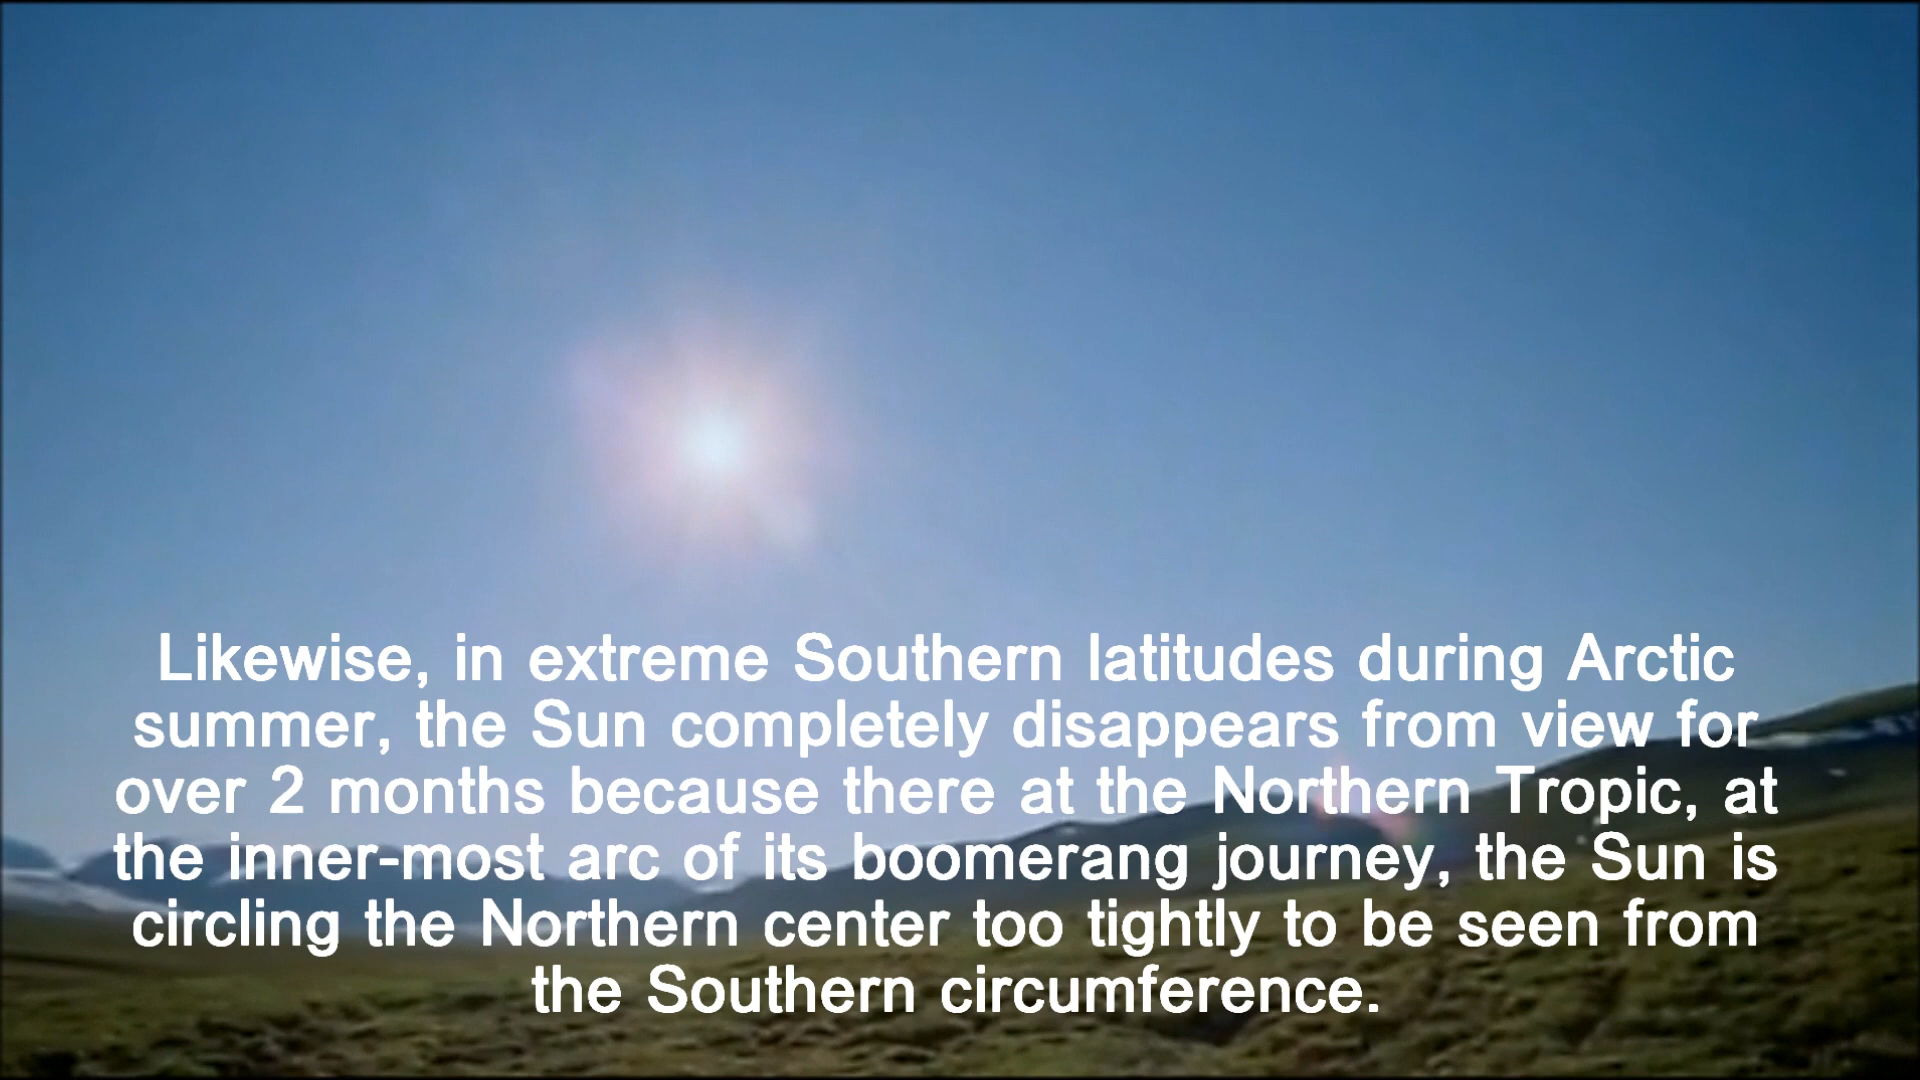 Likewise, in extreme Southern latitudes during Arctic
summer, the Sun completely disappears from view for
over 2 months because there at the Northern Tropic, at
the inner-most arc of its boomerang journey, the Sun is
circling the Northern center too tightly to be seen from
the Southern circumference.